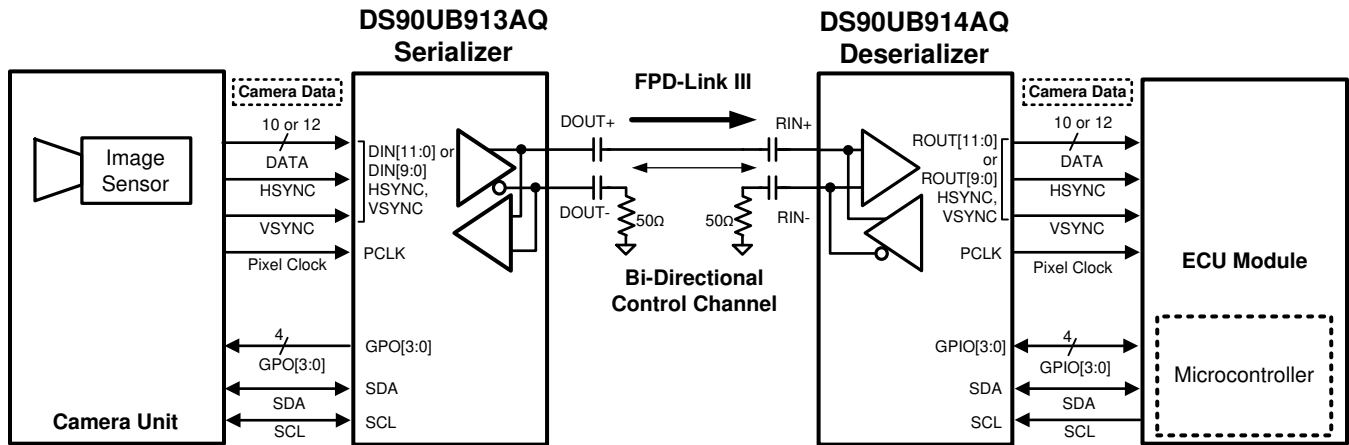 DS90UB913AQ
Serializer
DS90UB914AQ
Deserializer
FPD-Link III
Camera Data
10 or 12
DATA
HSYNC
VSYNC
Pixel Clock
4
GPO[3:0]
SDA
SCL
Image
Sensor
Camera Unit
DIN[11:0] or
DIN[9:0]
HSYNC,
VSYNC
PCLK
GPO[3:0]
SDA
SCL
DOUT+
DOUT-
50Ω
RIN+
RIN-
50Ω
Bi-Directional
Control Channel
ROUT[11:0]
or
ROUT[9:0]
HSYNC,
VSYNC
PCLK
GPIO[3:0]
SDA
SCL
Camera Data
10 or 12
DATA
HSYNC
VSYNC
Pixel Clock
4
GPIO[3:0]
SDA
SCL
ECU Module
Microcontroller